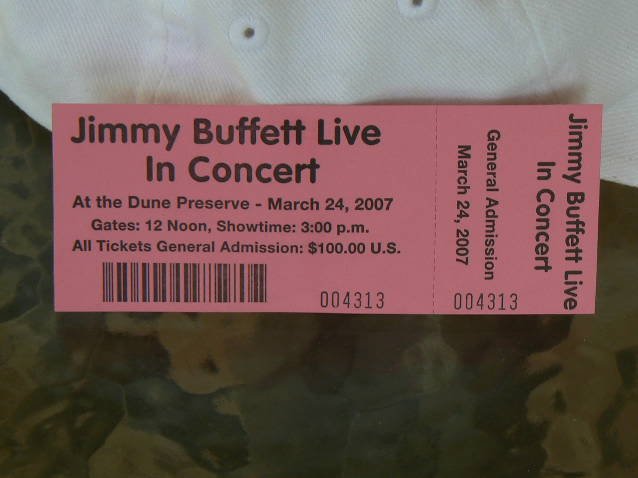 Jimmy Buffett Live
In Concert
At the Dune Preserve - March 24, 2007
Gates: 12 Noon, Showtime: 3:00 p.m.
All Tickets General Admission: $100.00 U.S.
004313
General Admission
March 24, 2007
004313
Jimmy Buffett Live
In Concert